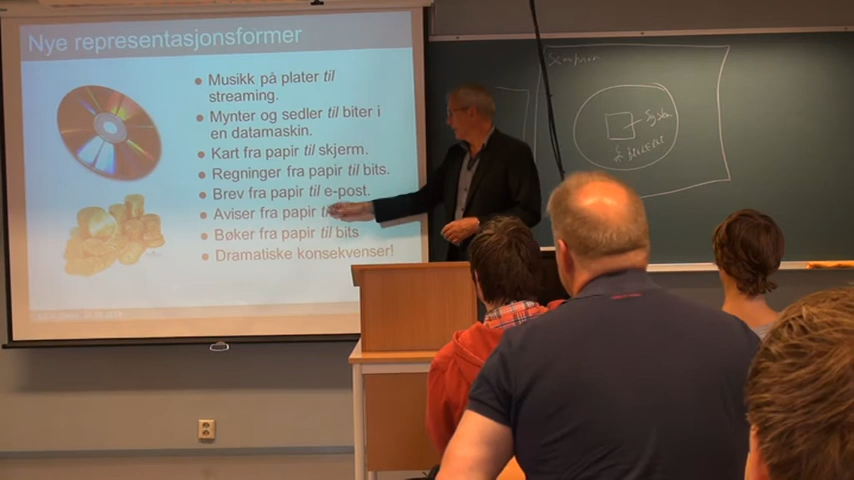 Nye representasjonsformer
• Musikk på plater til
streaming.
• Mynter og sedler til biter i
en datamaskin.
• Kart fra papir til skjerm.
• Regninger fra papir til bits.
• Brev fra papir til e-post.
• Aviser fra papir
• Bøker fra papir til bits
• Dramatiske konsekvenser!